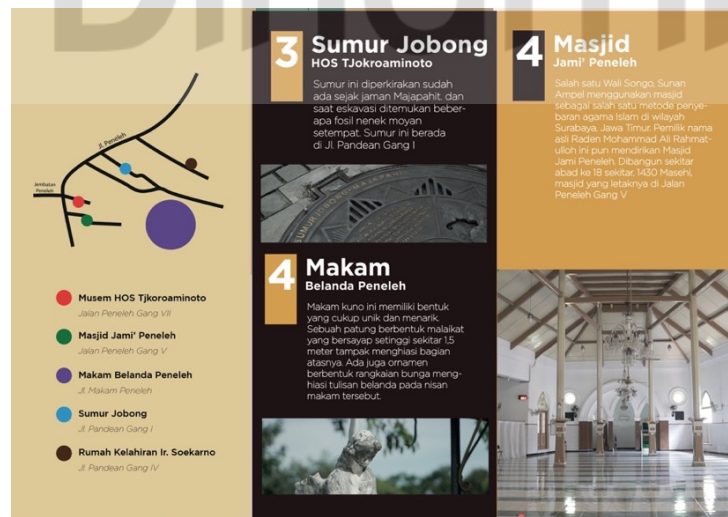 Jl. Peneleh
Jembatan
Peneleh
Musem HOS Tjkoroaminoto
Jalan Peneleh Gang VII
Masjid Jami' Peneleh
Jalan Peneleh Gang V
Makam Belanda Peneleh
Jl. Makam Peneleh
Sumur Jobong
Jl. Pandean Gang I
Rumah Kelahiran Ir. Soekarno
Jl. Pandean Gang IV
3 Sumur Jobong
HOS TJokroaminoto
Sumur ini diperkirakan sudah
ada sejak jaman Majapahit. dan
saat eskavasi ditemukan beber-
apa fosil nenek moyan
setempat. Sumur ini berada
di Jl. Pandean Gang I
SUMUR JOBONG MAJAPAHIT
4 Makam
Belanda Peneleh
Makam kuno ini memiliki bentuk
yang cukup unik dan menarik.
Sebuah patung berbentuk malaikat
yang bersayap setinggi sekitar 1,5
meter tampak menghiasi bagian
atasnya. Ada juga ornamen
berbentuk rangkaian bunga meng-
hiasi tulisan belanda pada nisan
makam tersebut.
4 Masjid
Jami' Peneleh
Salah satu Wali Songo, Sunan
Ampel menggunakan masjid
sebagai salah satu metode penye-
baran agama Islam di wilayah
Surabaya, Jawa Timur. Pemilik nama
asli Raden Mohammad Ali Rahmat-
ulloh ini pun mendirikan Masjid
Jami Peneleh. Dibangun sekitar
abad ke 18 sekitar, 1430 Masehi,
masjid yang letaknya di Jalan
Peneleh Gang V